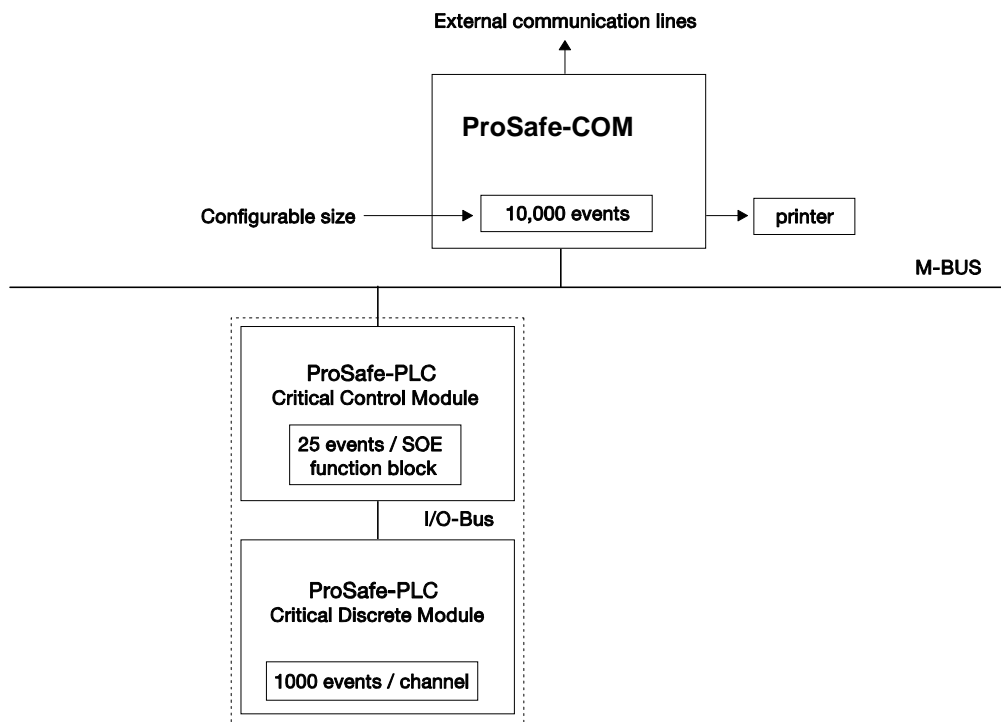 External communication lines
ProSafe-COM
Configurable size
10,000 events
printer
M-BUS
ProSafe-PLC
Critical Control Module
25 events / SOE
function block
I/O-Bus
ProSafe-PLC
Critical Discrete Module
1000 events / channel